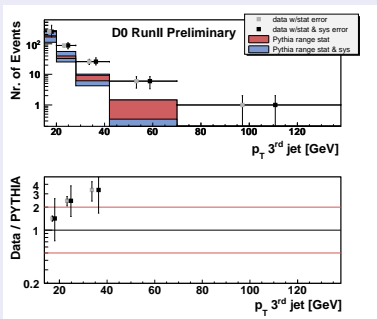 D0 RunII Preliminary
data w/stat error
data w/stat & sys error
Pythia range stat
Pythia range stat & sys
Nr. of Events
10²
10
1
20 40 60 80 100 120
p_T 3rd jet [GeV]
Data / PYTHIA
4
3
2
1
0.2
20 40 60 80 100 120
p_T 3rd jet [GeV]